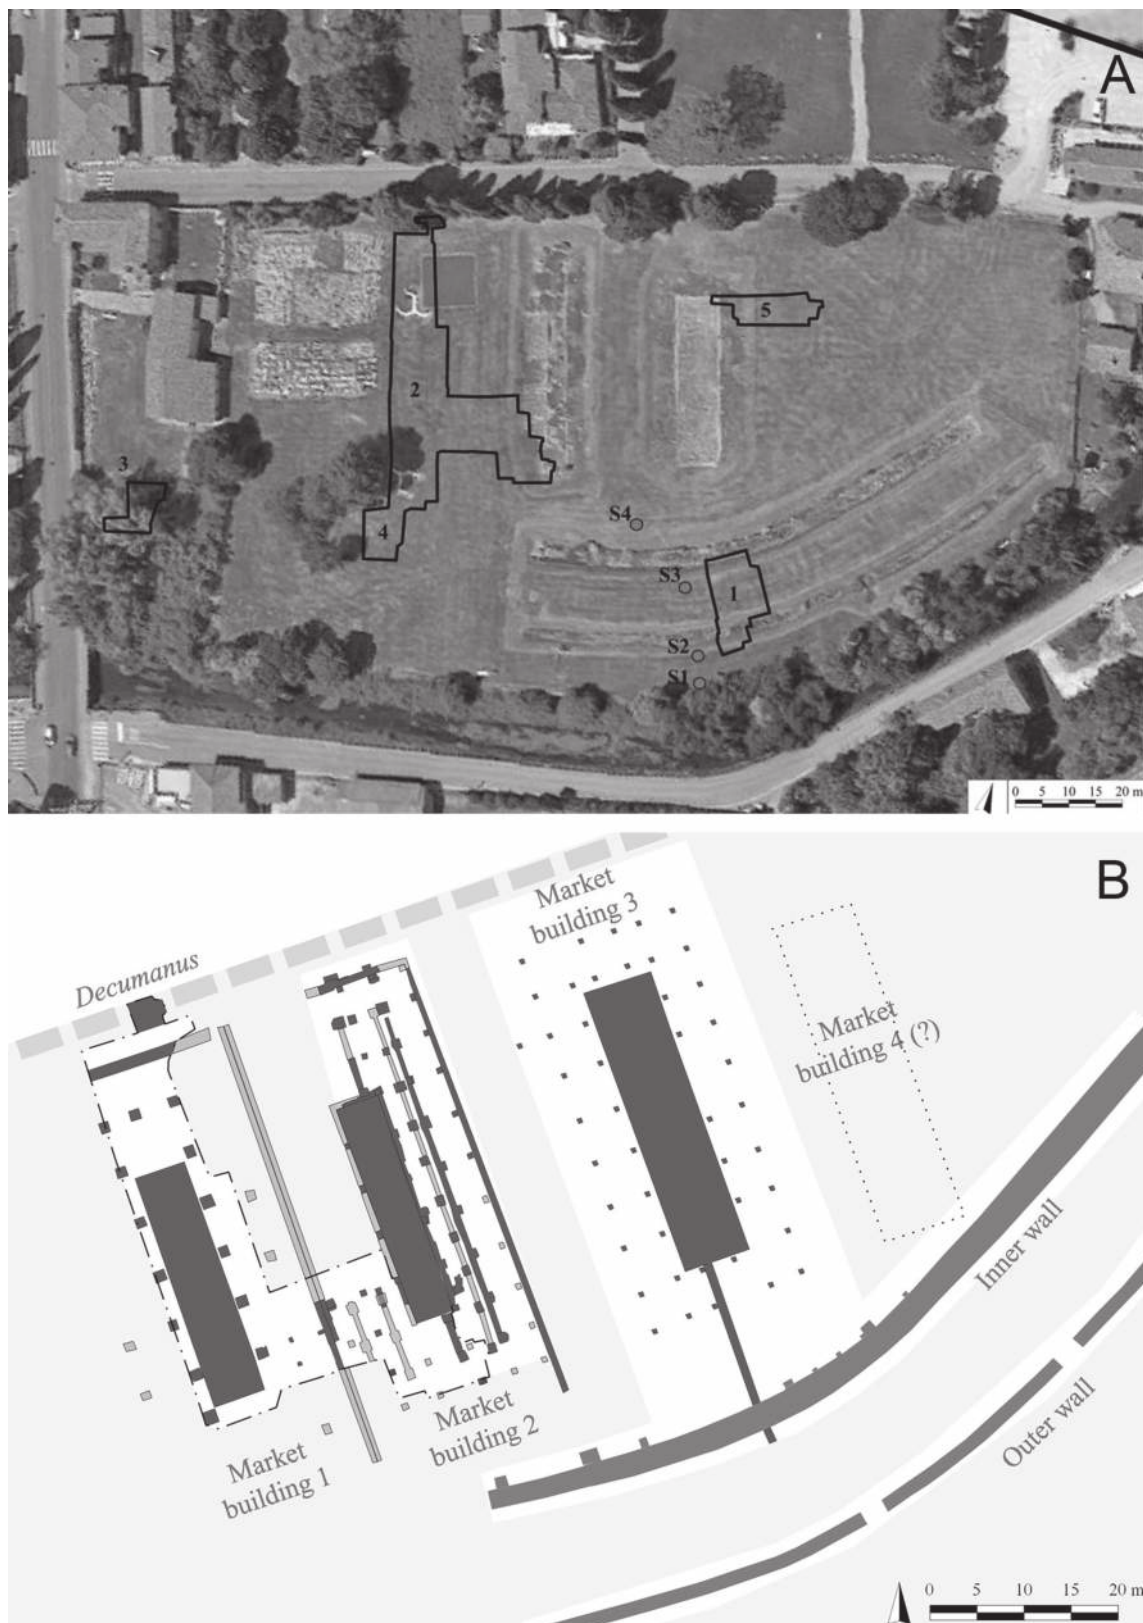 A
5
2
3
S4
4
S3
1
S2
S1
0 5 10 15 20 m
B
Market
building 3
Decumanus
Market
building 4 (?)
Inner wall
Market
building 2
Market
building 1
Outer wall
0 5 10 15 20 m